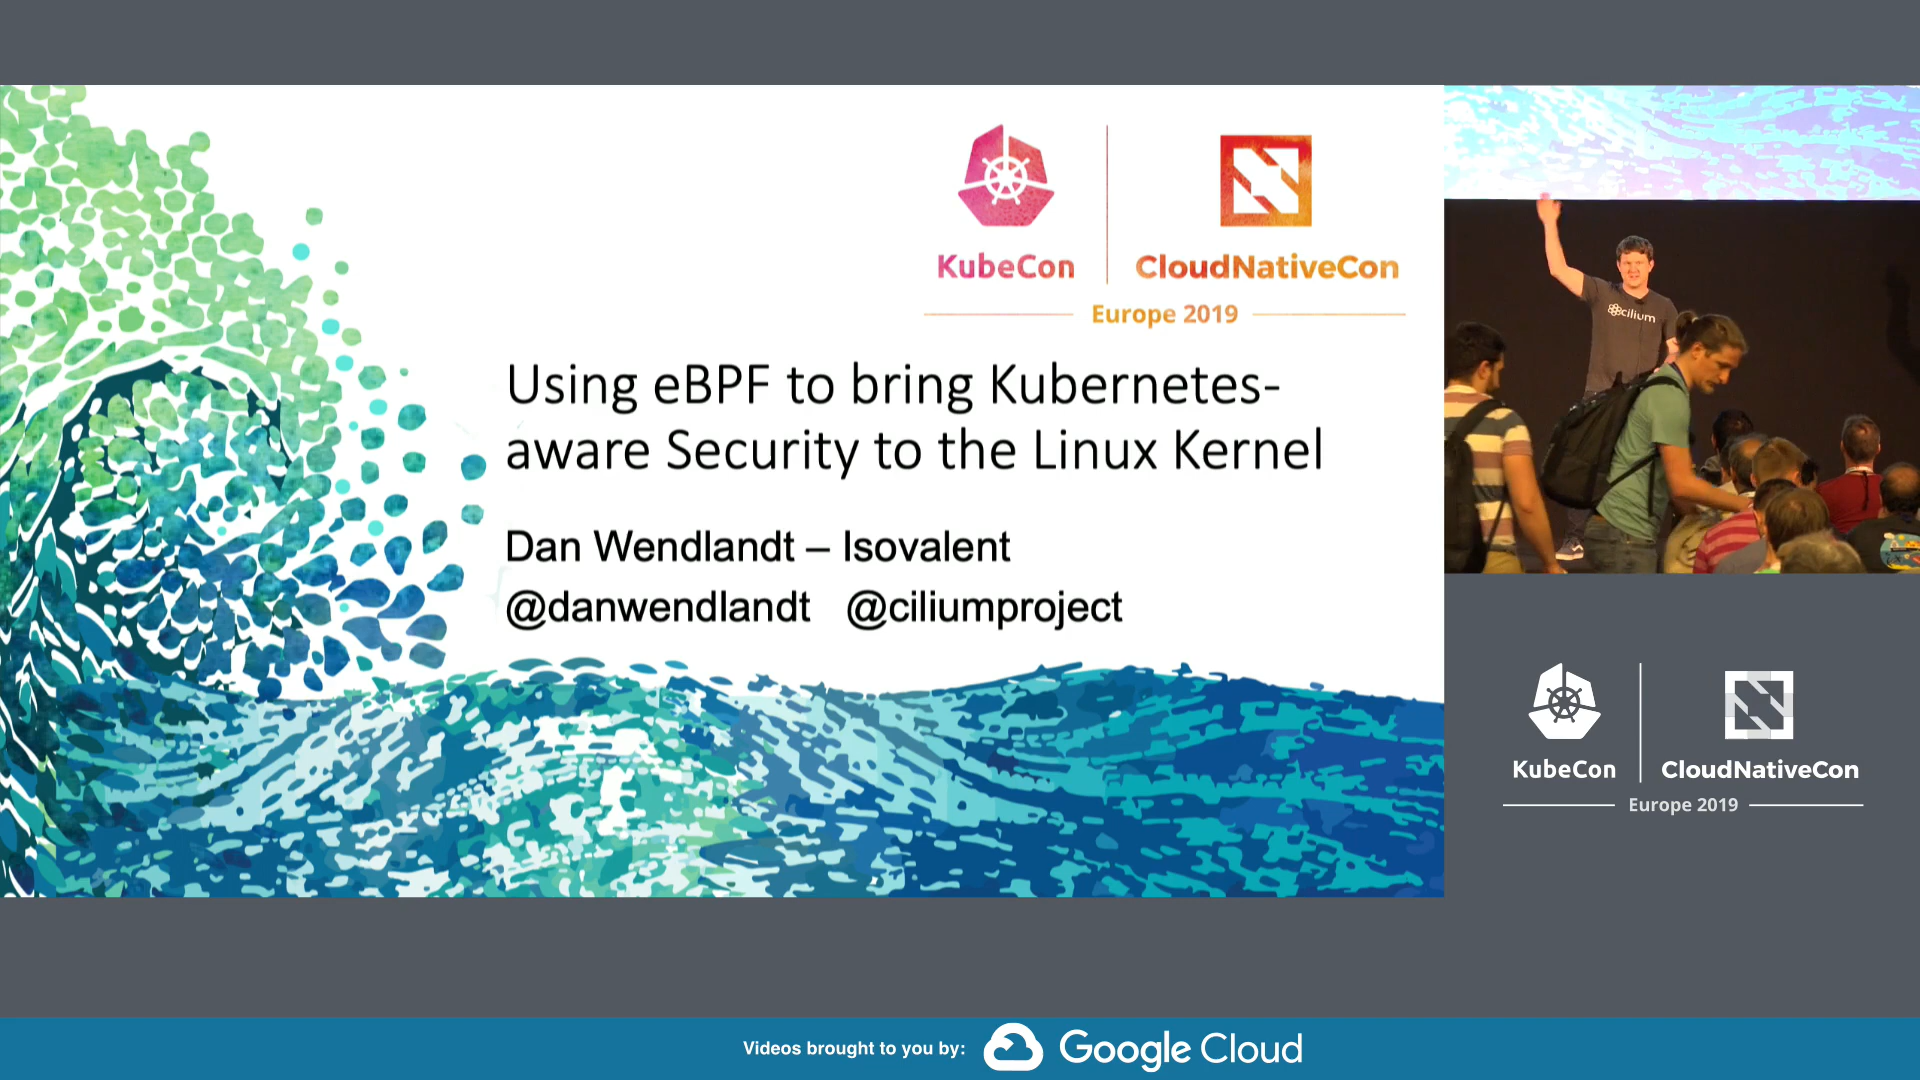 KubeCon
CloudNativeCon
Europe 2019
Using eBPF to bring Kubernetes-
aware Security to the Linux Kernel
Dan Wendlandt – Isovalent
@danwendlandt @ciliumproject
cilium
KubeCon
CloudNativeCon
Europe 2019
Videos brought to you by: Google Cloud